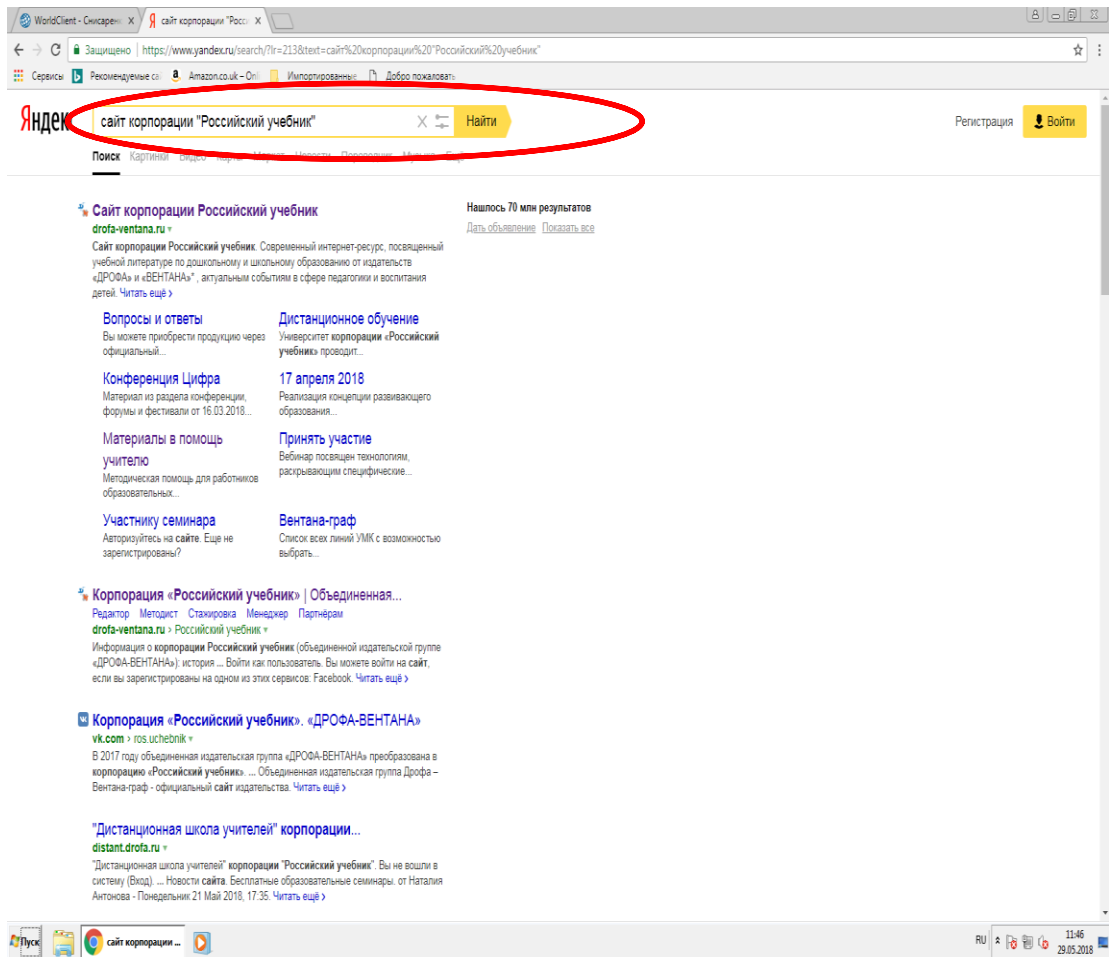 WorldClient - Снисарен
сайт корпорации "Росси
Защищено | https://www.yandex.ru/search/?lr=213&text=сайт%20корпорации%20"Российский%20учебник"
Сервисы Рекомендуемые са Amazon.co.uk – Onl Импортированные Добро пожаловать
Яндек
сайт корпорации "Российский учебник"
Найти
Регистрация Войти
Поиск Картинки Видео
Сайт корпорации Российский учебник
drofa-ventana.ru
Сайт корпорации Российский учебник. Современный интернет-ресурс, посвященный
учебной литературе по дошкольному и школьному образованию от издательств
«ДРОФА» и «ВЕНТАНА»* , актуальным событиям в сфере педагогики и воспитания
детей. Читать ещё ›
Нашлось 70 млн результатов
Дать объявление Показать все
Вопросы и ответы
Вы можете приобрести продукцию через
официальный...
Дистанционное обучение
Университет корпорации «Российский
учебник» проводит...
Конференция Цифра
Материал из раздела конференции,
форумы и фестивали от 16.03.2018...
17 апреля 2018
Реализация концепции развивающего
образования...
Материалы в помощь
учителю
Методическая помощь для работников
образовательных...
Принять участие
Вебинар посвящен технологиям,
раскрывающим специфические...
Участнику семинара
Авторизуйтесь на сайте. Еще не
зарегистрированы?
Вентана-граф
Список всех линий УМК с возможностью
выбрать...
Корпорация «Российский учебник» | Объединенная...
Редактор Методист Стажировка Менеджер Партнёрам
drofa-ventana.ru › Российский учебник
Информация о корпорации Российский учебник (объединенной издательской группе
«ДРОФА-ВЕНТАНА»): история ... Войти как пользователь. Вы можете войти на сайт,
если вы зарегистрированы на одном из этих сервисов: Facebook. Читать ещё ›
Корпорация «Российский учебник». «ДРОФА-ВЕНТАНА»
vk.com › ros.uchebnik
В 2017 году объединенная издательская группа «ДРОФА-ВЕНТАНА» преобразована в
корпорацию «Российский учебник». ... Объединенная издательская группа Дрофа –
Вентана-граф - официальный сайт издательства. Читать ещё ›
"Дистанционная школа учителей" корпорации...
distant.drofa.ru
"Дистанционная школа учителей" корпорации "Российский учебник". Вы не вошли в
систему (Вход). ... Новости сайта. Бесплатные образовательные семинары. от Наталия
Антонова - Понедельник 21 Май 2018, 17:35. Читать ещё ›
Пуск
сайт корпорации ...
RU
11:46
29.05.2018